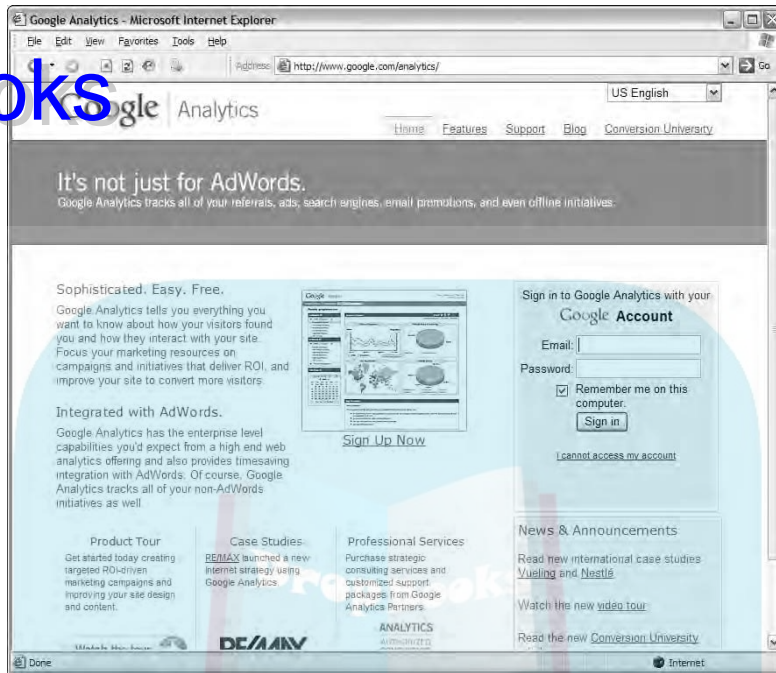 Google Analytics - Microsoft Internet Explorer
File Edit View Favorites Tools Help
Address http://www.google.com/analytics/ Go
oks
Google Analytics
US English
Home Features Support Blog Conversion University
It's not just for AdWords.
Google Analytics tracks all of your referrals, ads, search engines, email promotions, and even offline initiatives.
Sophisticated. Easy. Free.
Google Analytics tells you everything you
want to know about how your visitors found
you and how they interact with your site.
Focus your marketing resources on
campaigns and initiatives that deliver ROI, and
improve your site to convert more visitors.
Integrated with AdWords.
Google Analytics has the enterprise level
capabilities you'd expect from a high end web
analytics offering and also provides timesaving
integration with AdWords. Of course, Google
Analytics tracks all of your non-AdWords
initiatives as well.
Sign Up Now
Sign in to Google Analytics with your
Google Account
Email:
Password:
Remember me on this
computer.
Sign in
I cannot access my account
Product Tour
Get started today creating
targeted ROI-driven
marketing campaigns and
improving your site design
and content.
Watch the tour
Case Studies
RE/MAX launched a new
internet strategy using
Google Analytics
RE/MAX
Professional Services
Purchase strategic
consulting services and
customized support
packages from Google
Analytics Partners.
ANALYTICS
AUTHORIZED
News & Announcements
Read new international case studies
Vueling and Nestlé
Watch the new video tour
Read the new Conversion University
Done
Internet